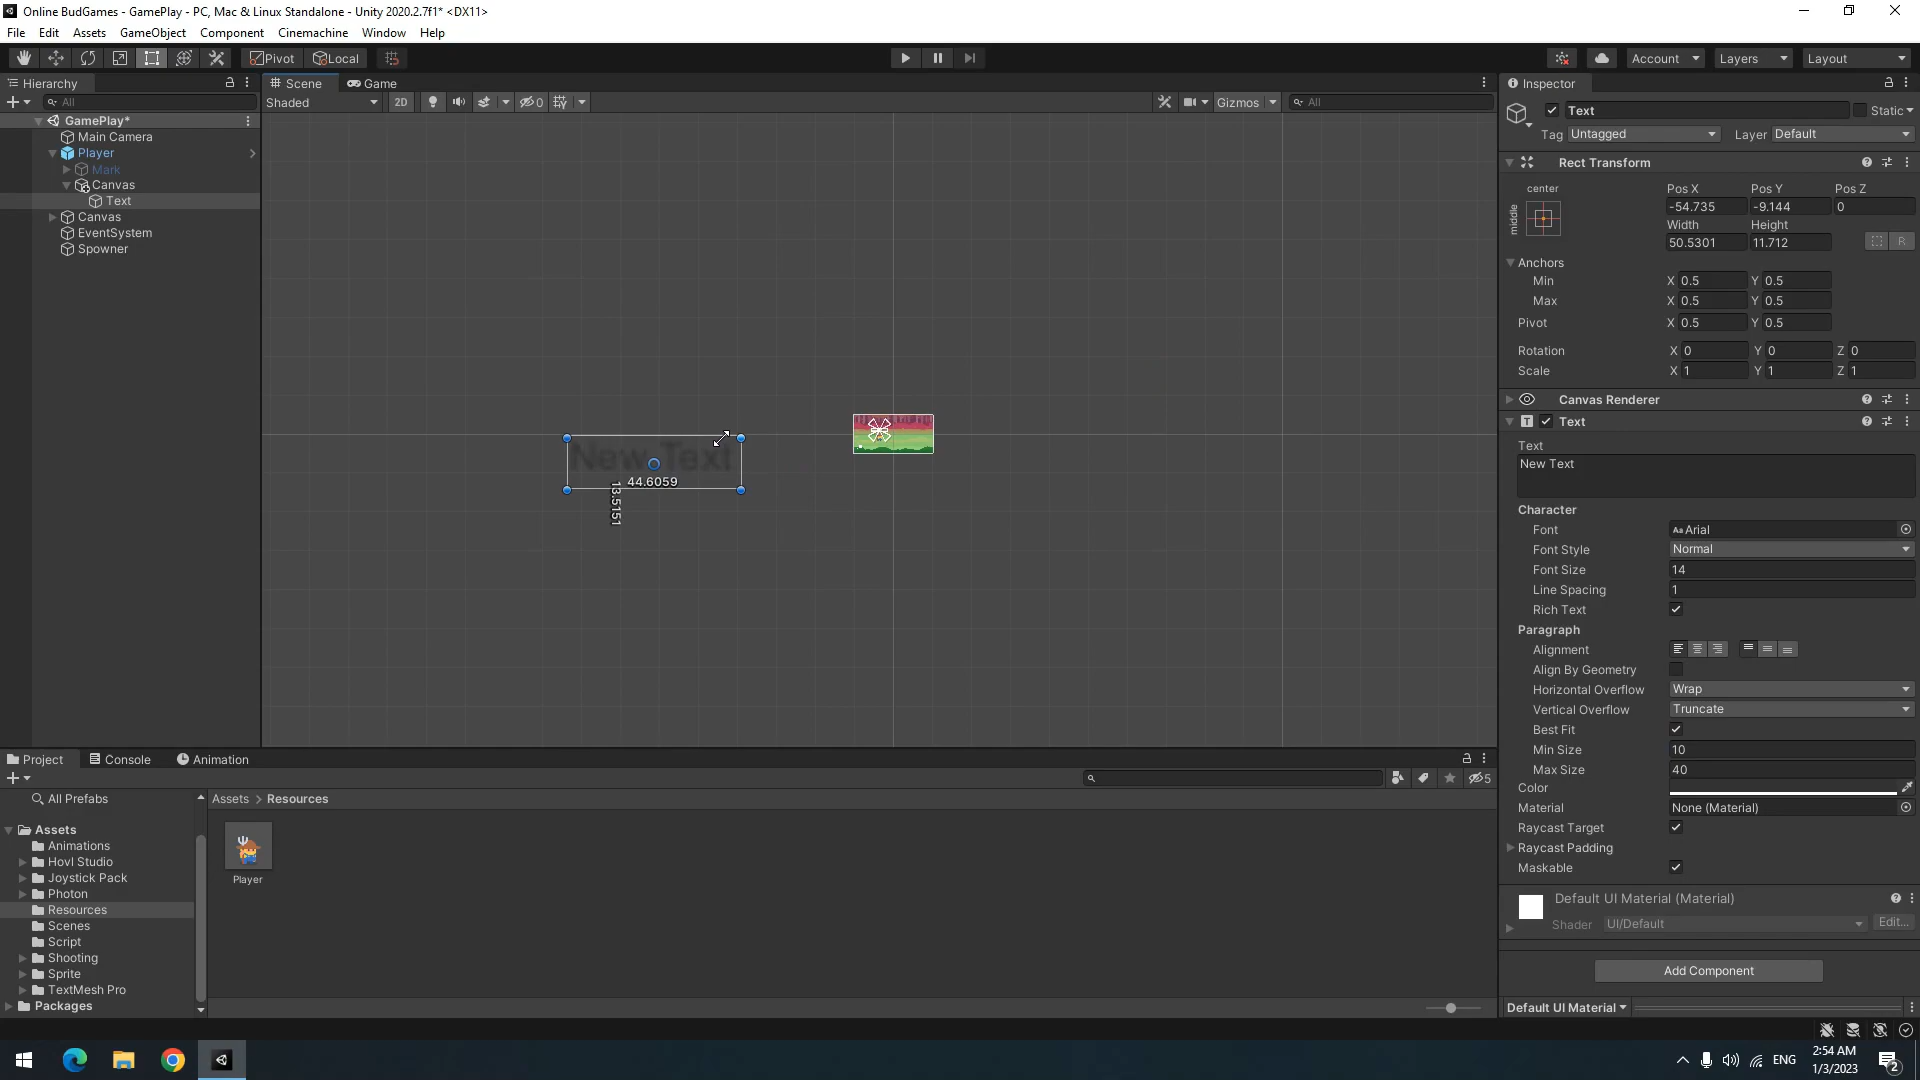 Online BudGames - GamePlay - PC, Mac & Linux Standalone - Unity 2020.2.7f1* <DX11>
File Edit Assets GameObject Component Cinemachine Window Help
Pivot Local Account Layers Layout
Hierarchy
All
GamePlay*
Main Camera
Player
Mark
Canvas
Text
Canvas
EventSystem
Spowner
Scene Game
Shaded 2D 0 Gizmos All
New Text
44.6059
13.5151
Inspector
Text Static
Tag Untagged Layer Default
Rect Transform
center
middle
Pos X Pos Y Pos Z
-54.735 -9.144 0
Width Height
50.5301 11.712 R
Anchors
Min X 0.5 Y 0.5
Max X 0.5 Y 0.5
Pivot X 0.5 Y 0.5
Rotation X 0 Y 0 Z 0
Scale X 1 Y 1 Z 1
Canvas Renderer
Text
Text
New Text
Character
Font Aa Arial
Font Style Normal
Font Size 14
Line Spacing 1
Rich Text
Paragraph
Alignment
Align By Geometry
Horizontal Overflow Wrap
Vertical Overflow Truncate
Best Fit
Min Size 10
Max Size 40
Color
Material None (Material)
Raycast Target
Raycast Padding
Maskable
Default UI Material (Material)
Shader UI/Default Edit...
Add Component
Default UI Material
Project Console Animation
5
All Prefabs
Assets
Animations
Hovl Studio
Joystick Pack
Photon
Resources
Scenes
Script
Shooting
Sprite
TextMesh Pro
Packages
Assets > Resources
Player
ENG
2:54 AM
1/3/2023
2